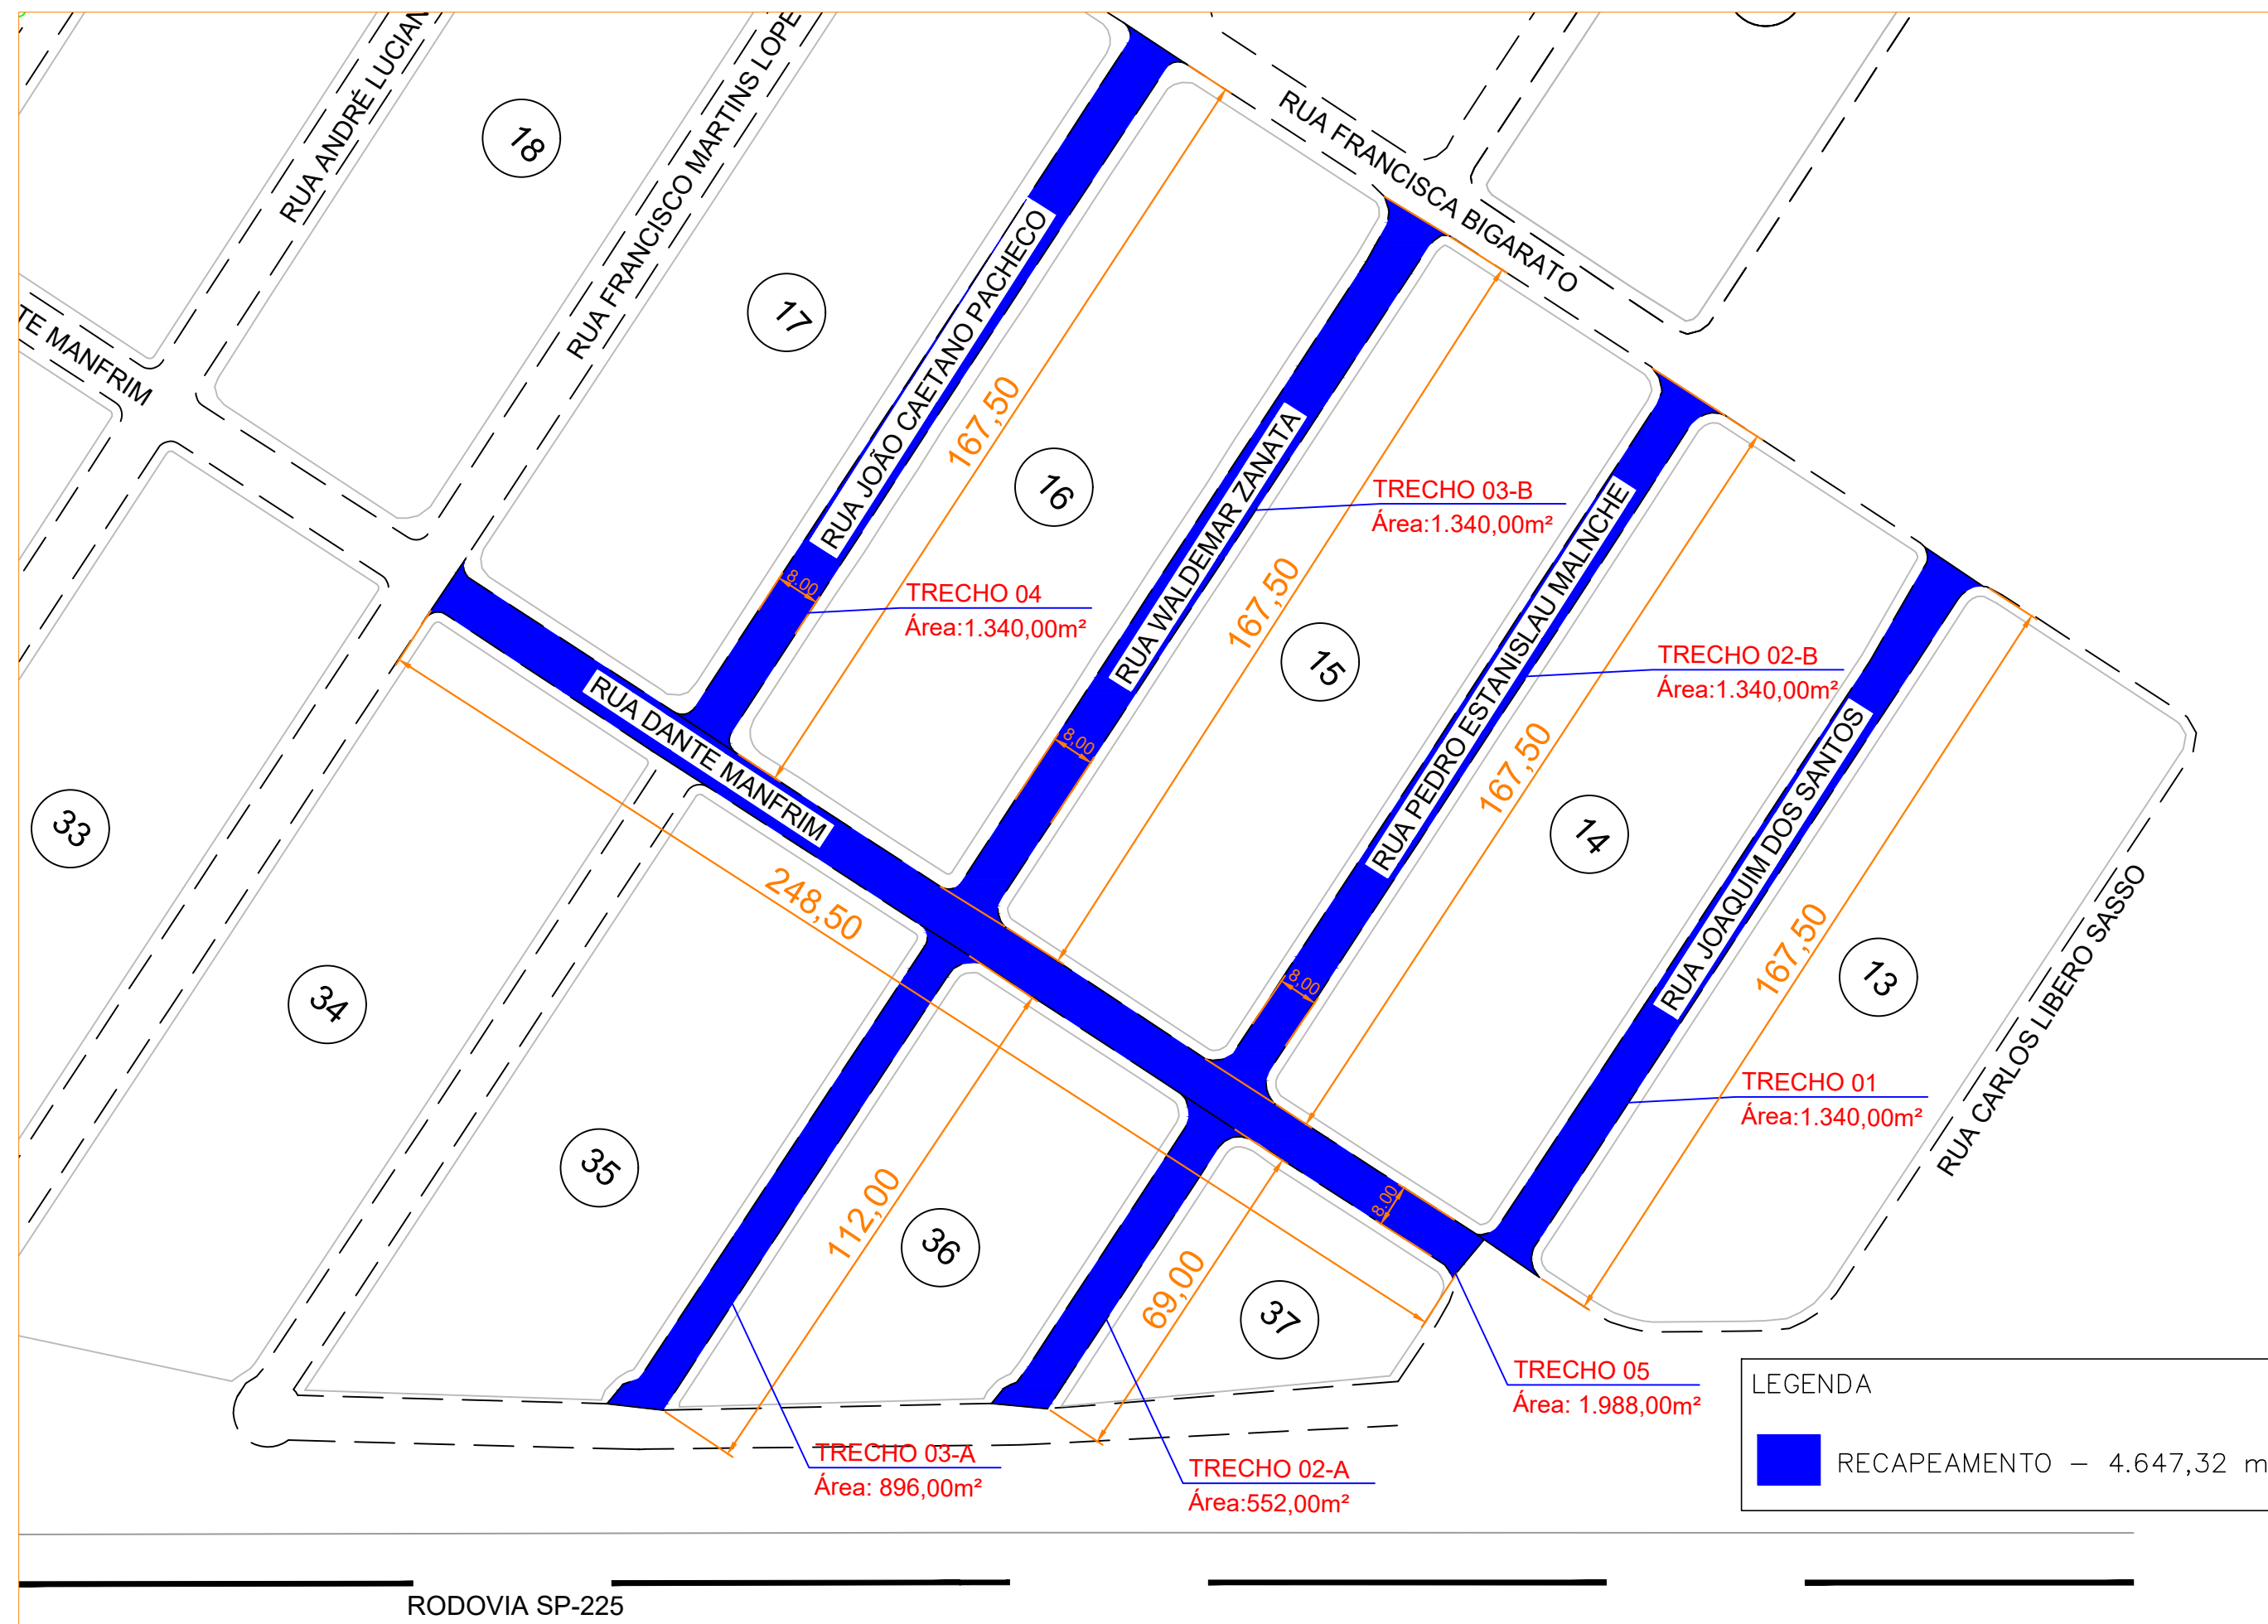 RUA ANDRÉ LUCIAN
RUA FRANCISCO MARTINS LOPE
18
RUA FRANCISCA BIGARATO
17
TE MANFRIM
RUA JOÃO CAETANO PACHECO
167,50
16
RUA WALDEMAR ZANATA
TRECHO 03-B
Área:1.340,00m²
RUA PEDRO ESTANISLAU MALNCHE
8,00
TRECHO 04
Área:1.340,00m²
167,50
15
TRECHO 02-B
Área:1.340,00m²
RUA DANTE MANFRIM
8,00
167,50
RUA JOAQUIM DOS SANTOS
33
14
248,50
167,50
13
RUA CARLOS LIBERO SASSO
34
8,00
TRECHO 01
Área:1.340,00m²
35
112,00
36
8,00
69,00
37
TRECHO 05
Área: 1.988,00m²
LEGENDA
RECAPEAMENTO – 4.647,32 m
TRECHO 03-A
Área: 896,00m²
TRECHO 02-A
Área:552,00m²
RODOVIA SP-225